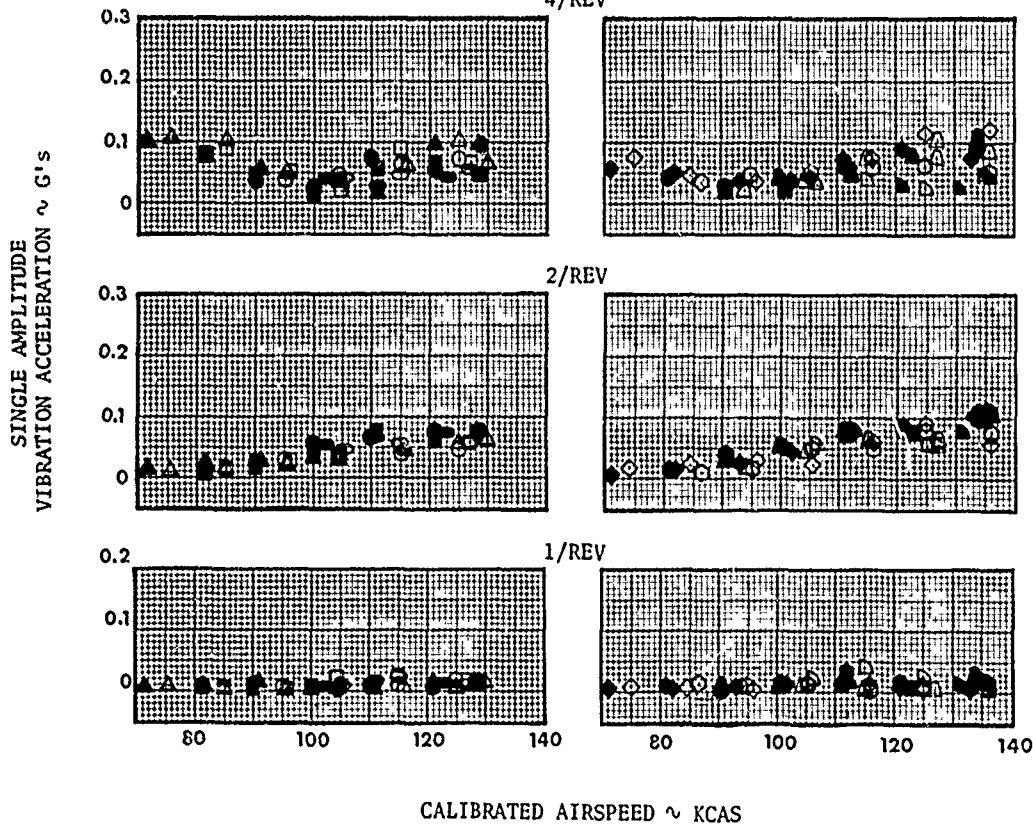 4/REV
0.3
0.2
0.1
0
2/REV
0.3
0.2
0.1
0
1/REV
0.2
0.1
0
80 100 120 140 80 100 120 140
SINGLE AMPLITUDE
VIBRATION ACCELERATION ~ G's
CALIBRATED AIRSPEED ~ KCAS